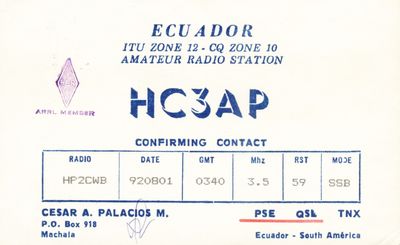 ECUADOR
ITU ZONE 12 - CQ ZONE 10
AMATEUR RADIO STATION
HC3AP
ARRL MEMBER
CONFIRMING CONTACT
RADIO DATE GMT Mhz RST MODE
HP2CWB 920801 0340 3.5 59 SSB
CESAR A. PALACIOS M. PSE QSL TNX
P.O. Box 918
Machala Ecuador - South América